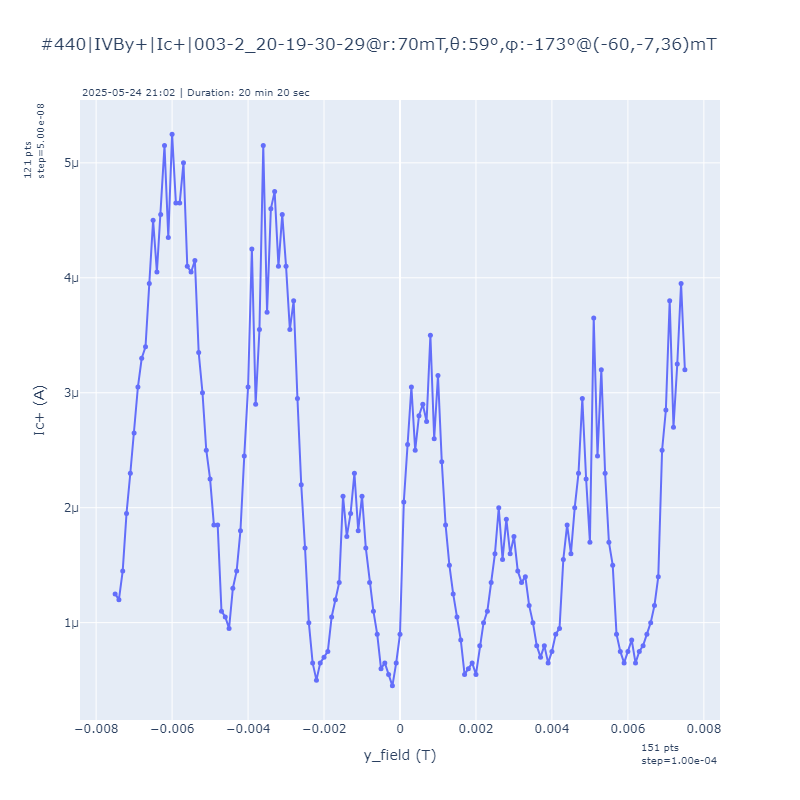 #440|IVBy+|Ic+|003-2_20-19-30-29@r:70mT,θ:59º,φ:-173º@(-60,-7,36)mT
2025-05-24 21:02 | Duration: 20 min 20 sec
121 pts
step=5.00e-08
5μ
4μ
3μ
2μ
1μ
Ic+ (A)
−0.008 −0.006 −0.004 −0.002 0 0.002 0.004 0.006 0.008
y_field (T)
151 pts
step=1.00e-04